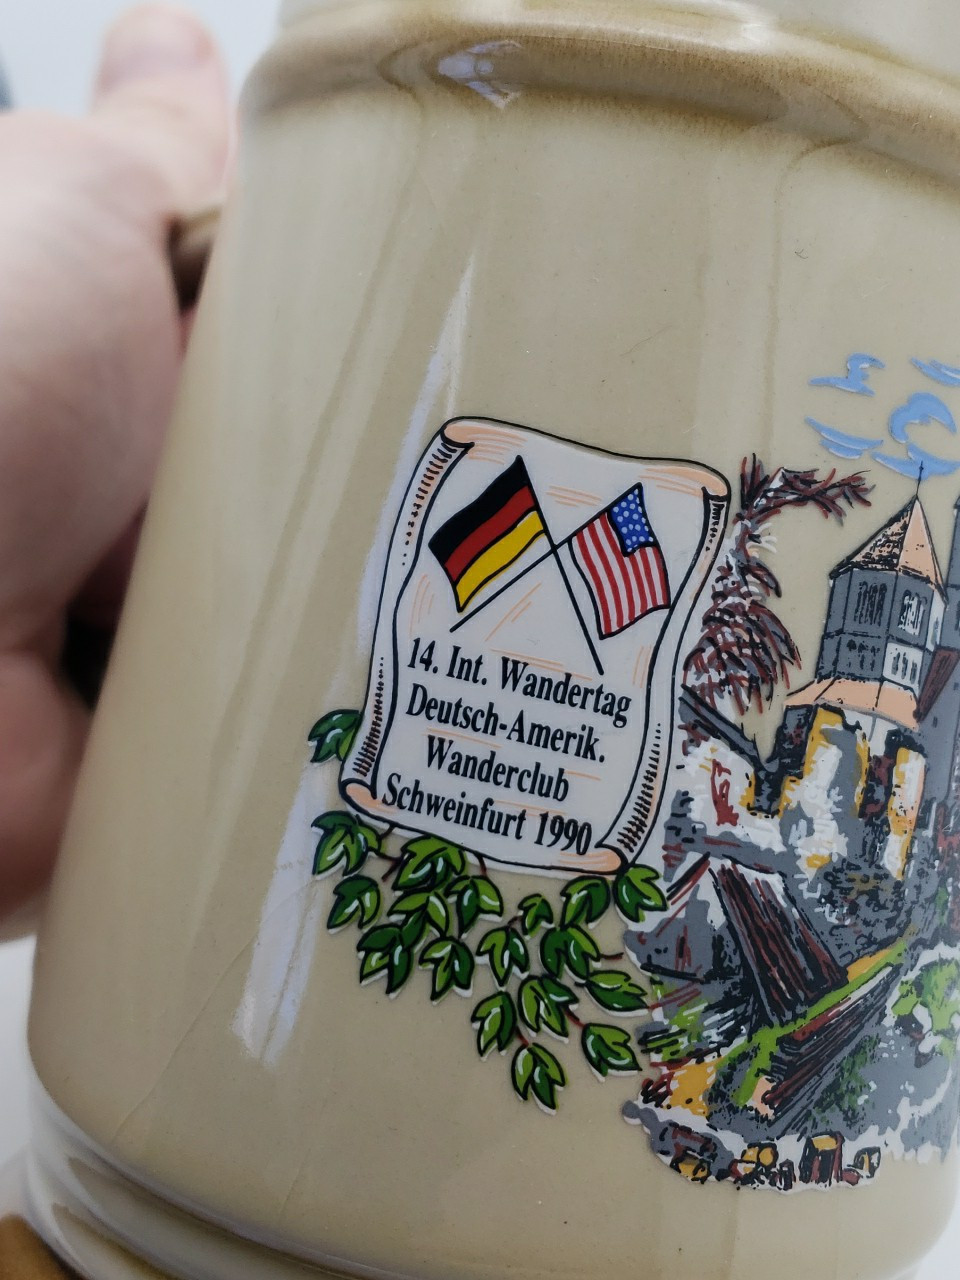 14. Int. Wandertag
Deutsch-Amerik.
Wanderclub
Schweinfurt 1990